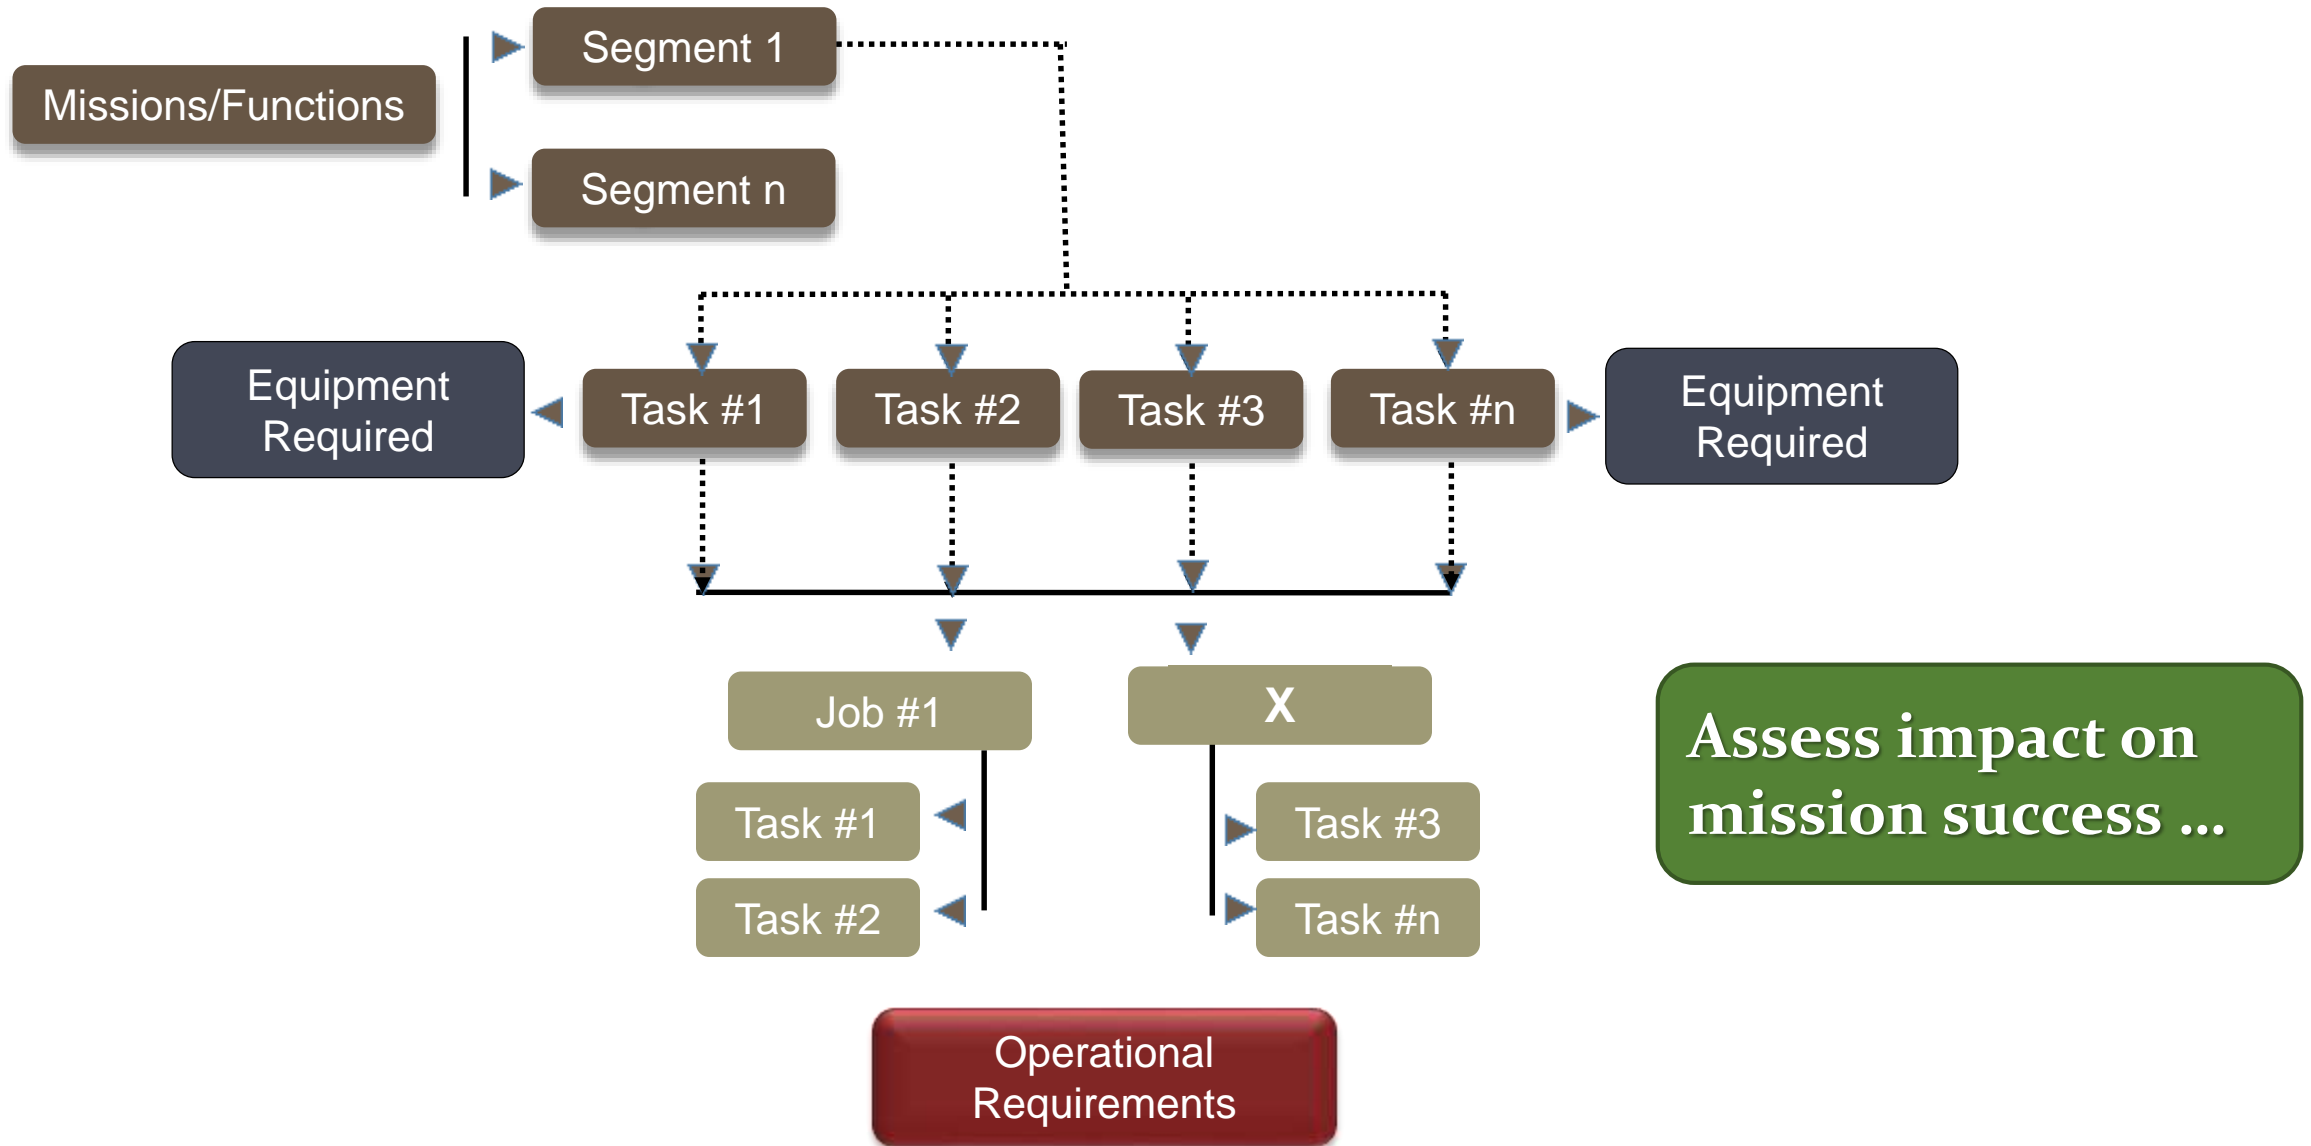 Segment 1
Missions/Functions
Segment n
Equipment
Required
Task #1
Task #2
Task #3
Task #n
Equipment
Required
Job #1
X
Task #1
Task #3
Task #2
Task #n
Assess impact on
mission success ...
Operational
Requirements